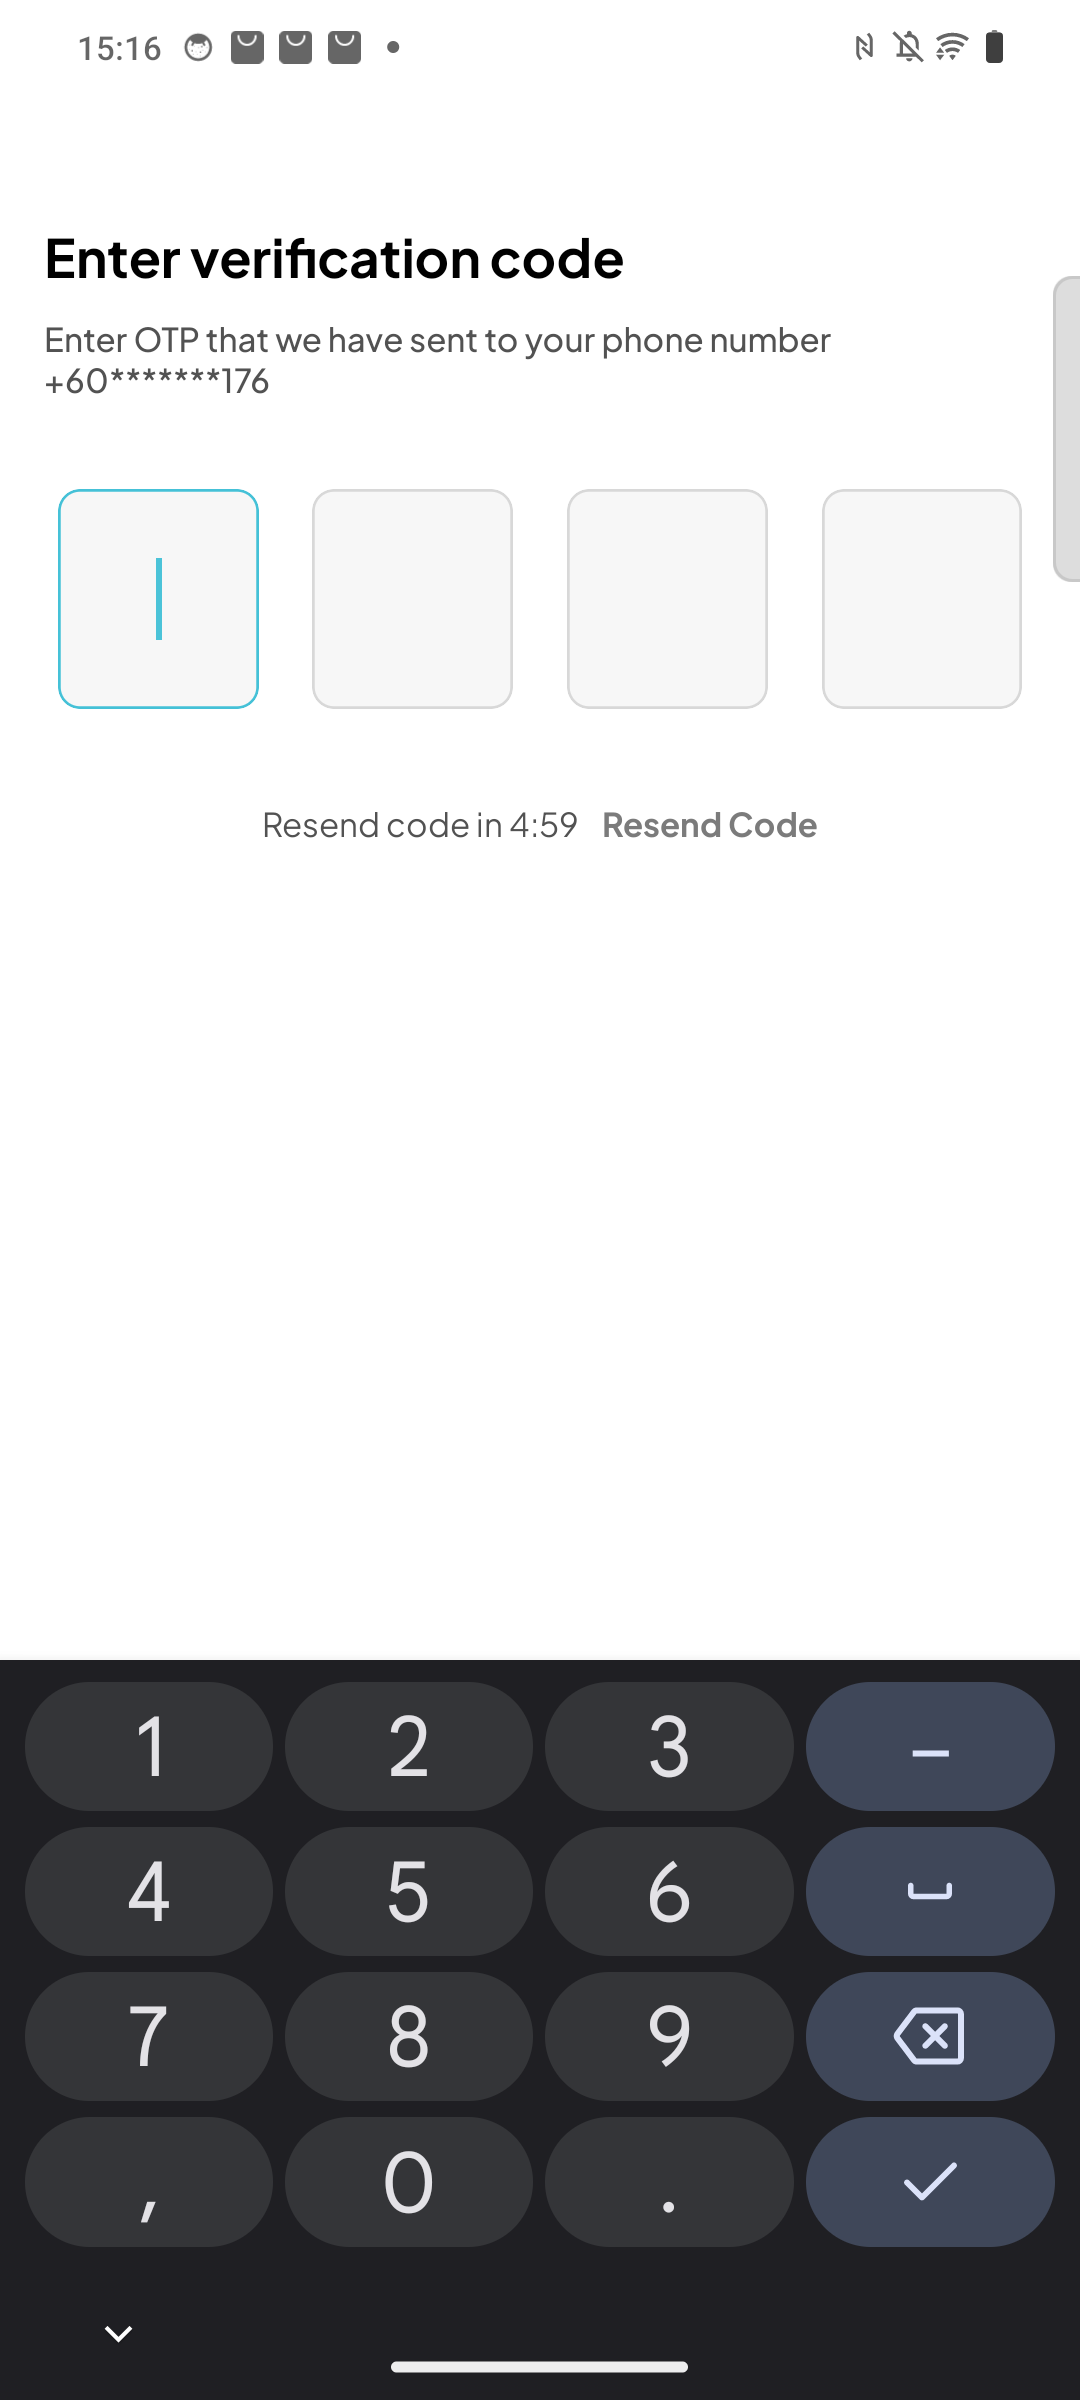 15:16
Enter verification code
Enter OTP that we have sent to your phone number
+60*******176
Resend code in 4:59 Resend Code
1 2 3 –
4 5 6
7 8 9
, 0 .